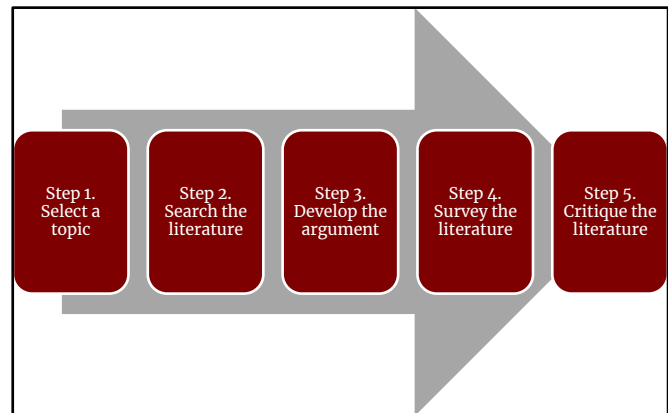 Step 1.
Select a
topic
Step 2.
Search the
literature
Step 3.
Develop the
argument
Step 4.
Survey the
literature
Step 5.
Critique the
literature